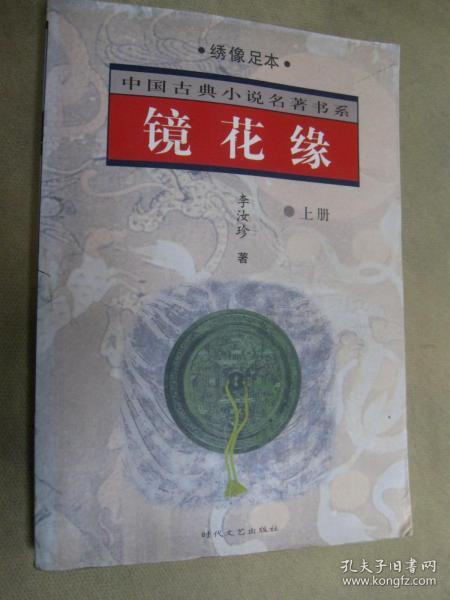 •绣像足本•
中国古典小说名著书系
镜花缘
李汝珍 著
●上册
时代文艺出版社
孔夫子旧书网
www.kongfz.com